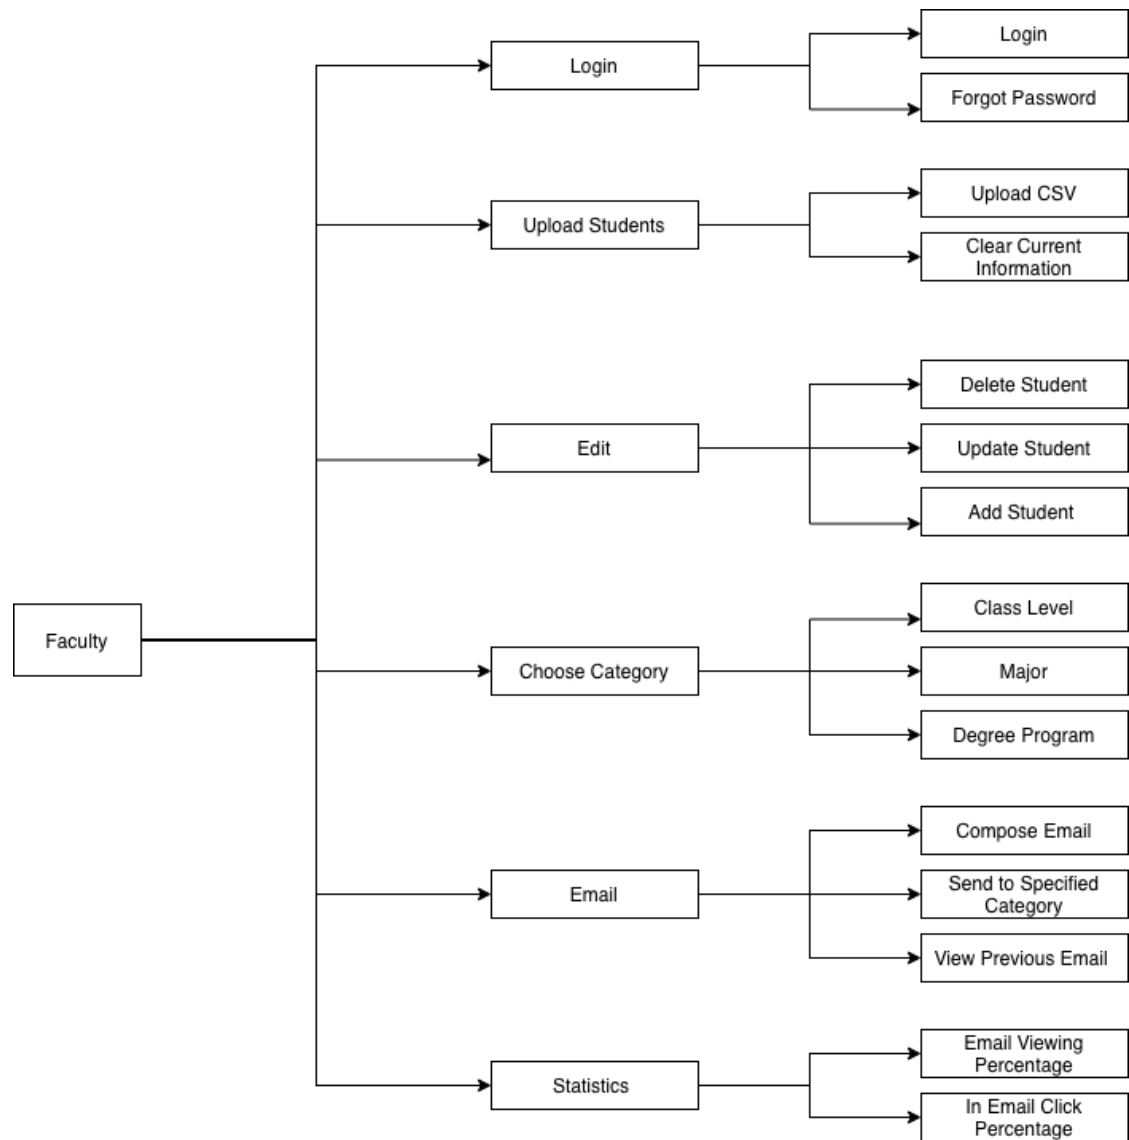 Login
Login
Forgot Password
Upload CSV
Upload Students
Clear Current
Information
Delete Student
Edit
Update Student
Add Student
Class Level
Faculty
Choose Category
Major
Degree Program
Compose Email
Email
Send to Specified
Category
View Previous Email
Email Viewing
Percentage
Statistics
In Email Click
Percentage